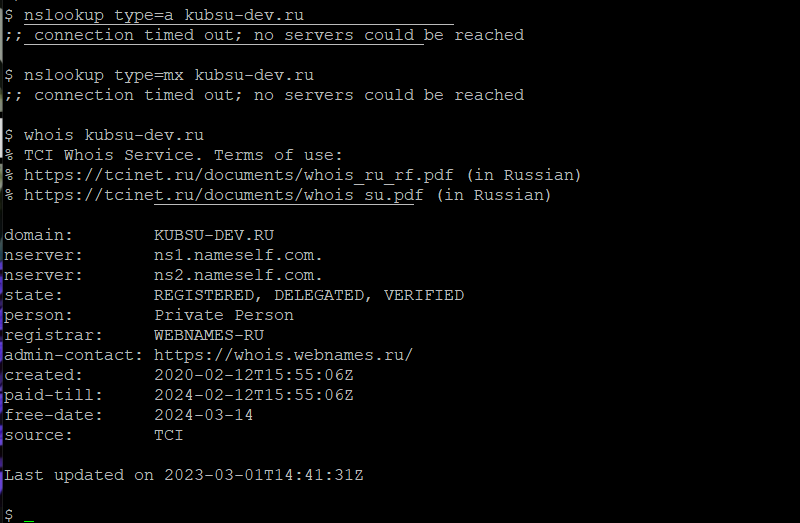 $ nslookup type=a kubsu-dev.ru
;; connection timed out; no servers could be reached
$ nslookup type=mx kubsu-dev.ru
;; connection timed out; no servers could be reached
$ whois kubsu-dev.ru
% TCI Whois Service. Terms of use:
% https://tcinet.ru/documents/whois_ru_rf.pdf (in Russian)
% https://tcinet.ru/documents/whois_su.pdf (in Russian)
domain:        KUBSU-DEV.RU
nserver:       ns1.nameself.com.
nserver:       ns2.nameself.com.
state:         REGISTERED, DELEGATED, VERIFIED
person:        Private Person
registrar:     WEBNAMES-RU
admin-contact: https://whois.webnames.ru/
created:       2020-02-12T15:55:06Z
paid-till:     2024-02-12T15:55:06Z
free-date:     2024-03-14
source:        TCI
Last updated on 2023-03-01T14:41:31Z
$ _